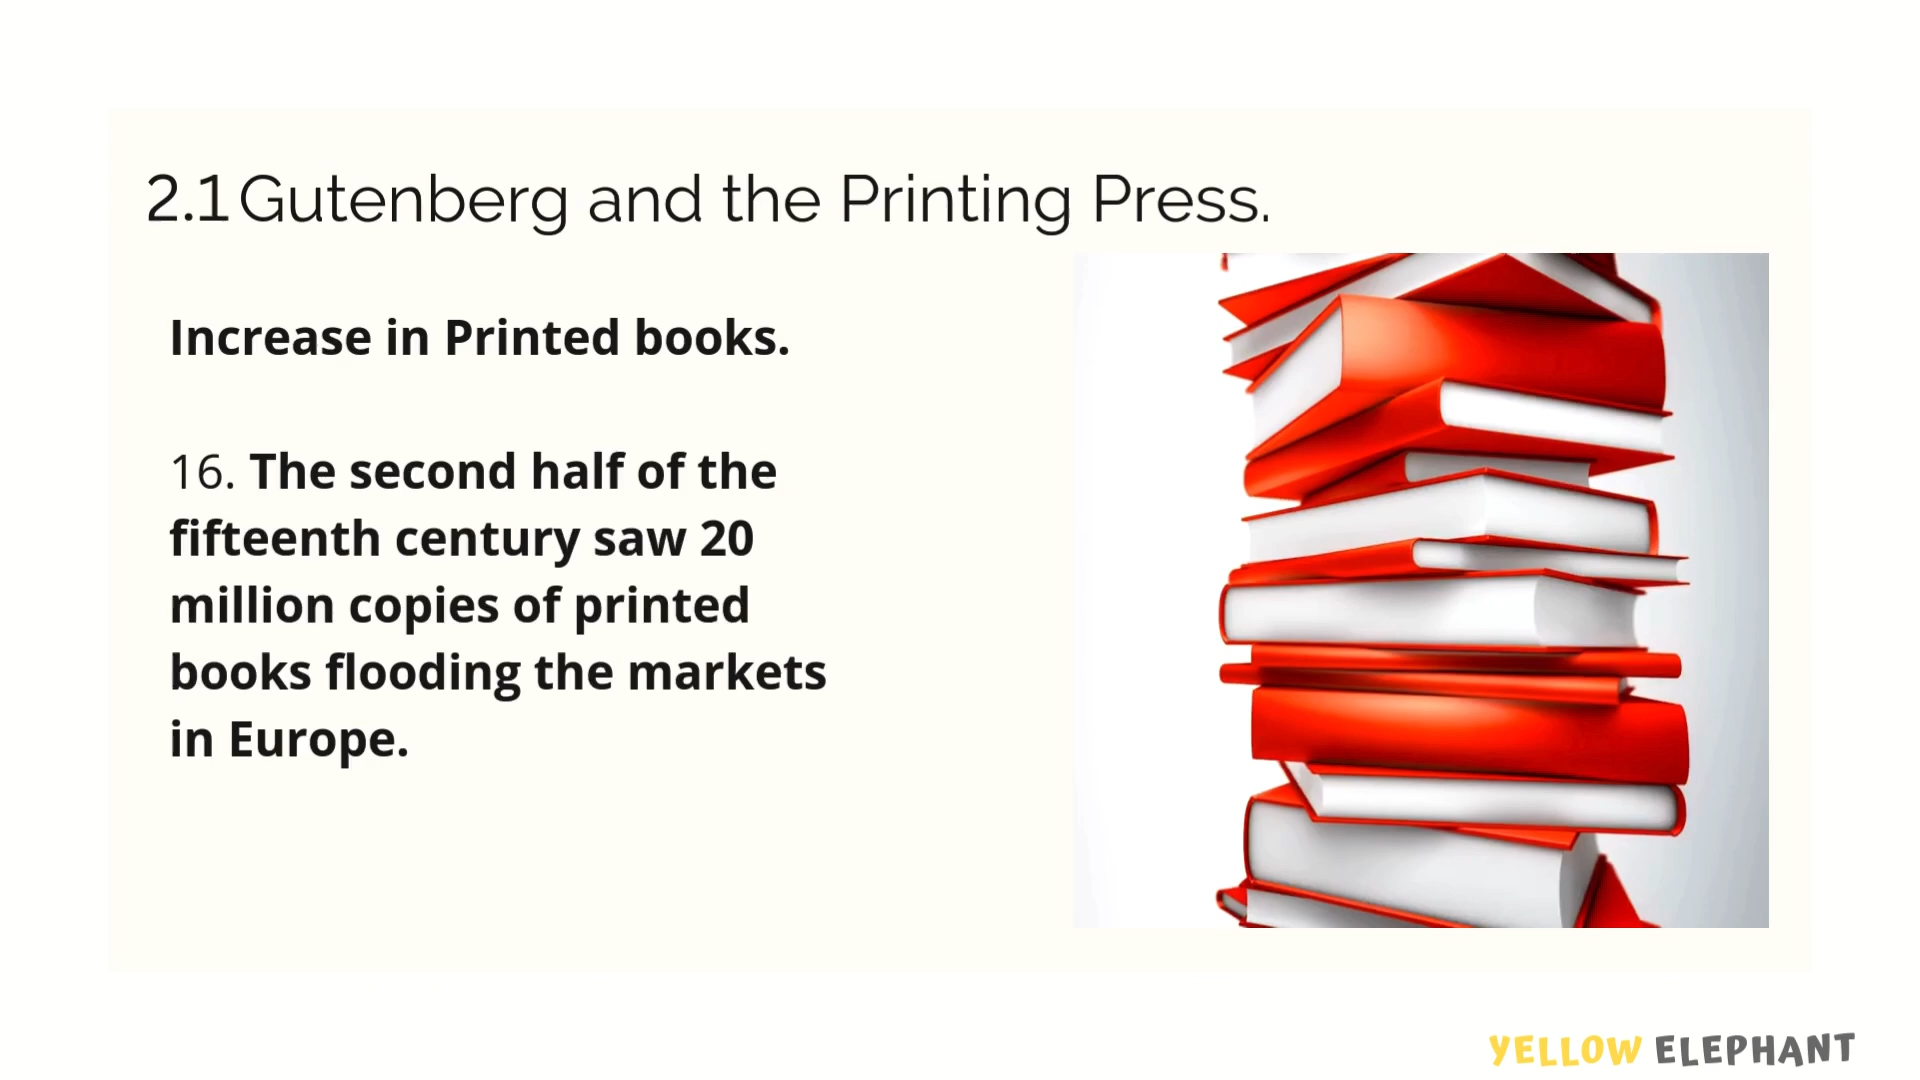 2.1 Gutenberg and the Printing Press.
Increase in Printed books.
16. The second half of the
fifteenth century saw 20
million copies of printed
books flooding the markets
in Europe.
YELLOW ELEPHANT